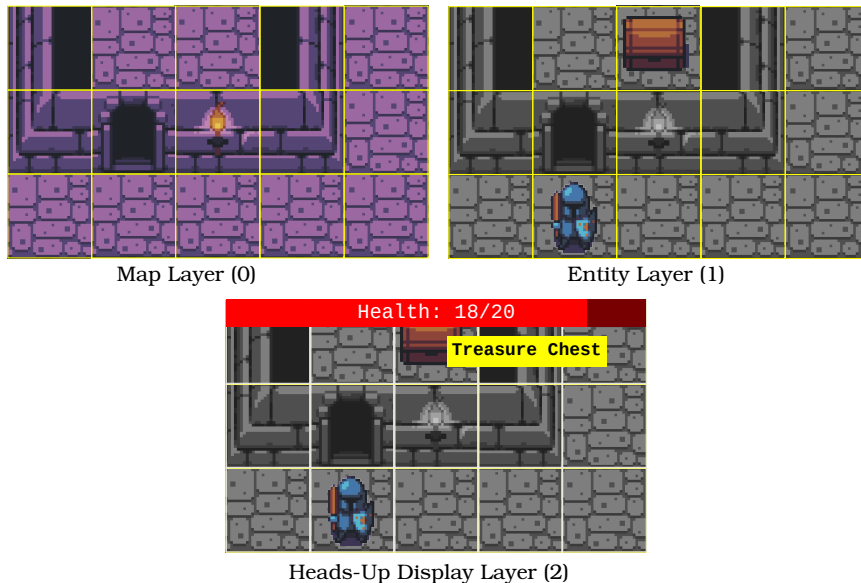 Map Layer (0)
Entity Layer (1)
Health: 18/20
Treasure Chest
Heads-Up Display Layer (2)